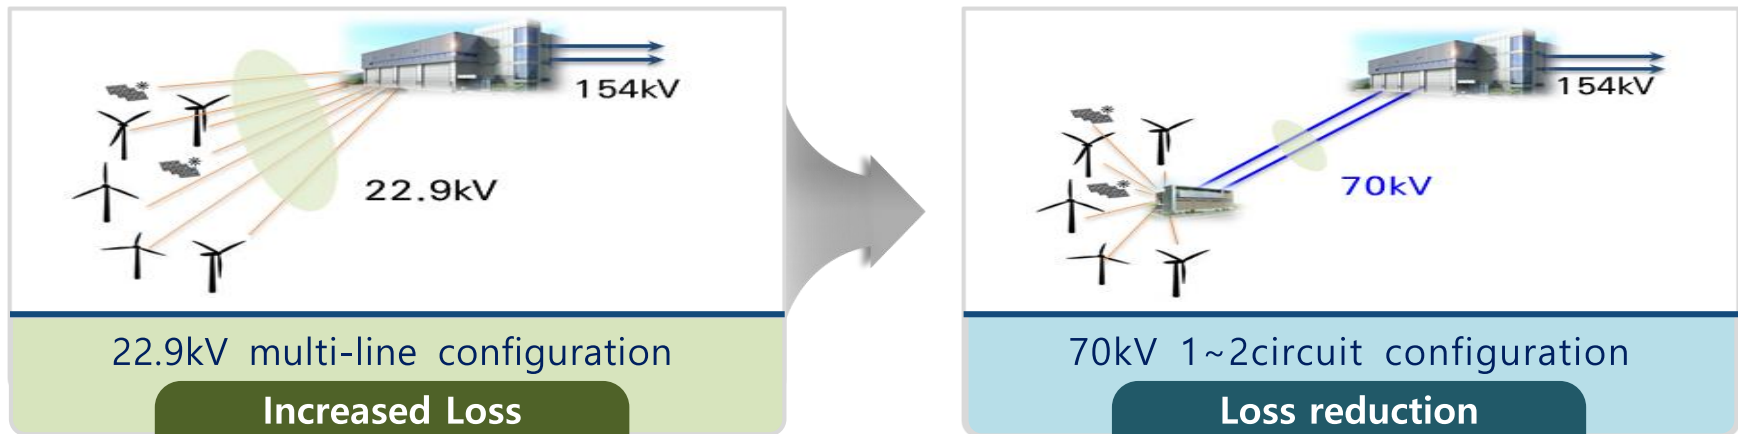 154kV
22.9kV
22.9kV multi-line configuration
Increased Loss
154kV
70kV
70kV 1~2circuit configuration
Loss reduction